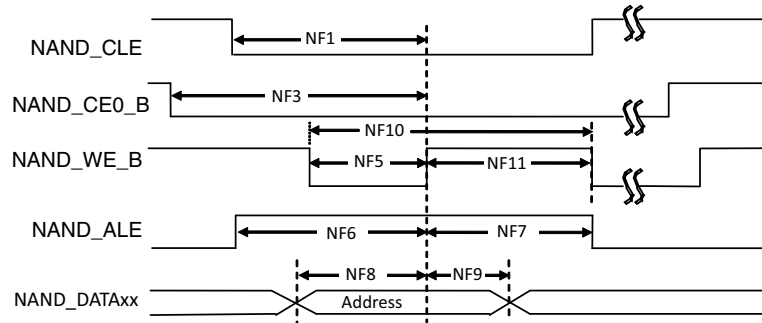 NF1
NAND_CLE
NF3
NAND_CE0_B
NF10
NAND_WE_B
NF5
NF11
NAND_ALE
NF6
NF7
NF8
NF9
NAND_DATAxx
Address